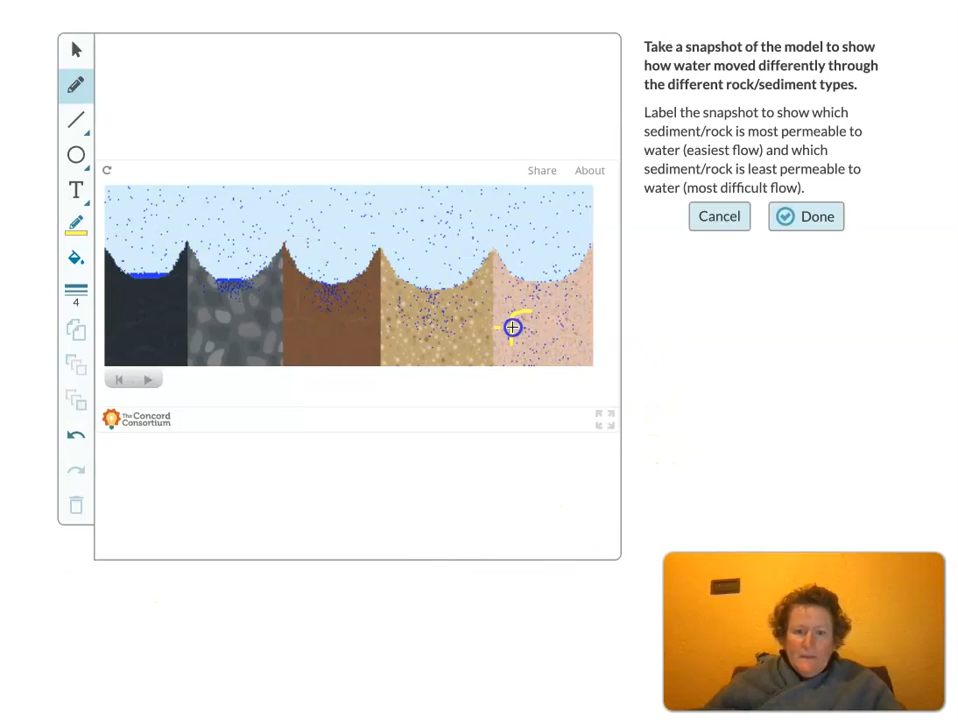 Take a snapshot of the model to show
how water moved differently through
the different rock/sediment types.
Label the snapshot to show which
sediment/rock is most permeable to
water (easiest flow) and which
sediment/rock is least permeable to
water (most difficult flow).
Cancel
Done
Share
About
T
4
The Concord
Consortium